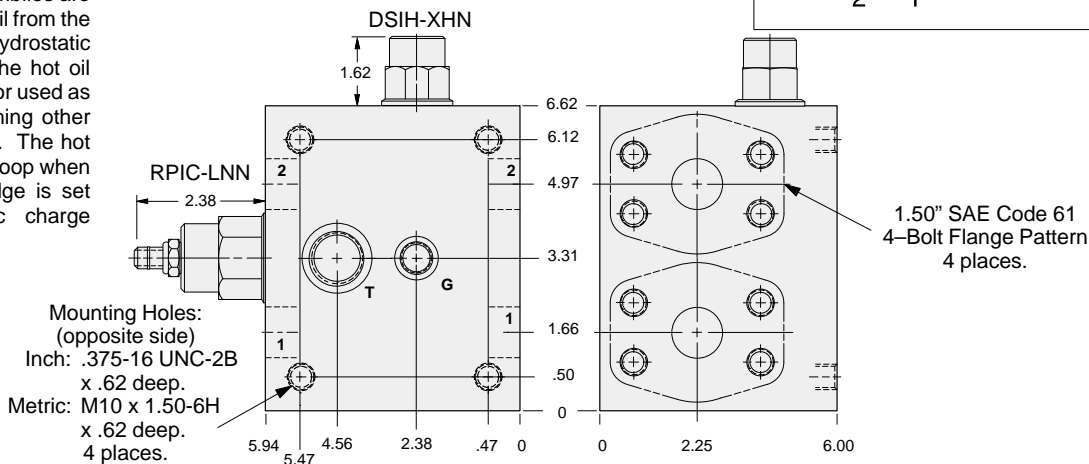 il from the
ydrostatic
he hot oil
or used as
ning other
. The hot
oop when
lge is set
c charge
DSIH-XHN
1.62
RPIC-LNN
2.38
2
2
T
G
1
1
6.62
6.12
4.97
3.31
1.66
.50
0
Mounting Holes:
(opposite side)
Inch: .375-16 UNC-2B
x .62 deep.
Metric: M10 x 1.50-6H
x .62 deep.
4 places.
5.94
5.47
4.56
2.38
.47
0
0
2.25
6.00
1.50” SAE Code 61
4–Bolt Flange Pattern
4 places.